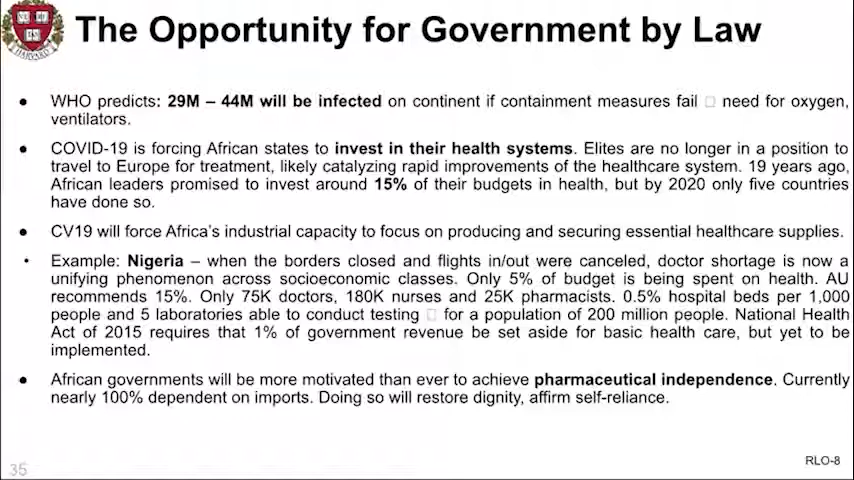 The Opportunity for Government by Law
● WHO predicts: 29M – 44M will be infected on continent if containment measures fail □ need for oxygen,
ventilators.
● COVID-19 is forcing African states to invest in their health systems. Elites are no longer in a position to
travel to Europe for treatment, likely catalyzing rapid improvements of the healthcare system. 19 years ago,
African leaders promised to invest around 15% of their budgets in health, but by 2020 only five countries
have done so.
● CV19 will force Africa's industrial capacity to focus on producing and securing essential healthcare supplies.
• Example: Nigeria – when the borders closed and flights in/out were canceled, doctor shortage is now a
unifying phenomenon across socioeconomic classes. Only 5% of budget is being spent on health. AU
recommends 15%. Only 75K doctors, 180K nurses and 25K pharmacists. 0.5% hospital beds per 1,000
people and 5 laboratories able to conduct testing □ for a population of 200 million people. National Health
Act of 2015 requires that 1% of government revenue be set aside for basic health care, but yet to be
implemented.
● African governments will be more motivated than ever to achieve pharmaceutical independence. Currently
nearly 100% dependent on imports. Doing so will restore dignity, affirm self-reliance.
RLO-8
35